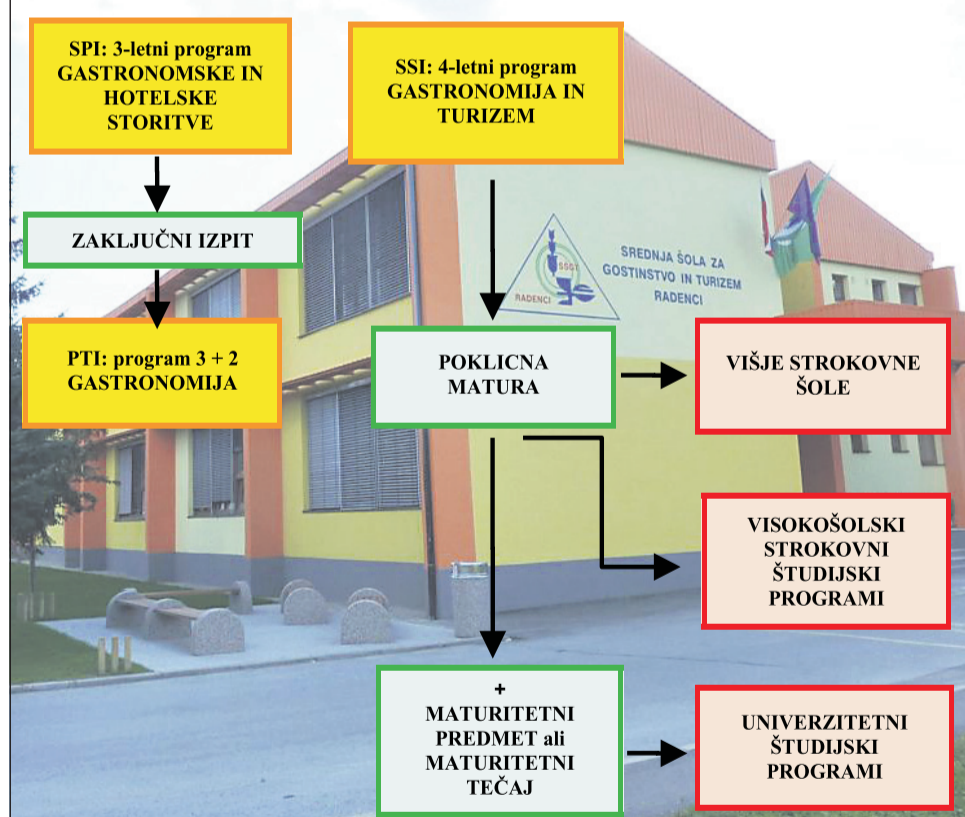 SPI: 3-letni program
GASTRONOMSKE IN
HOTELSKE
STORITVE
SSI: 4-letni program
GASTRONOMIJA IN
TURIZEM
ZAKLJUČNI IZPIT
SSGT
RADENCI
SREDNJA ŠOLA ZA
GOSTINSTVO IN TURIZEM
RADENCI
PTI: program 3 + 2
GASTRONOMIJA
POKLICNA
MATURA
VIŠJE STROKOVNE
ŠOLE
VISOKOŠOLSKI
STROKOVNI
ŠTUDIJSKI
PROGRAMI
+
MATURITETNI
PREDMET ali
MATURITETNI
TEČAJ
UNIVERZITETNI
ŠTUDIJSKI
PROGRAMI